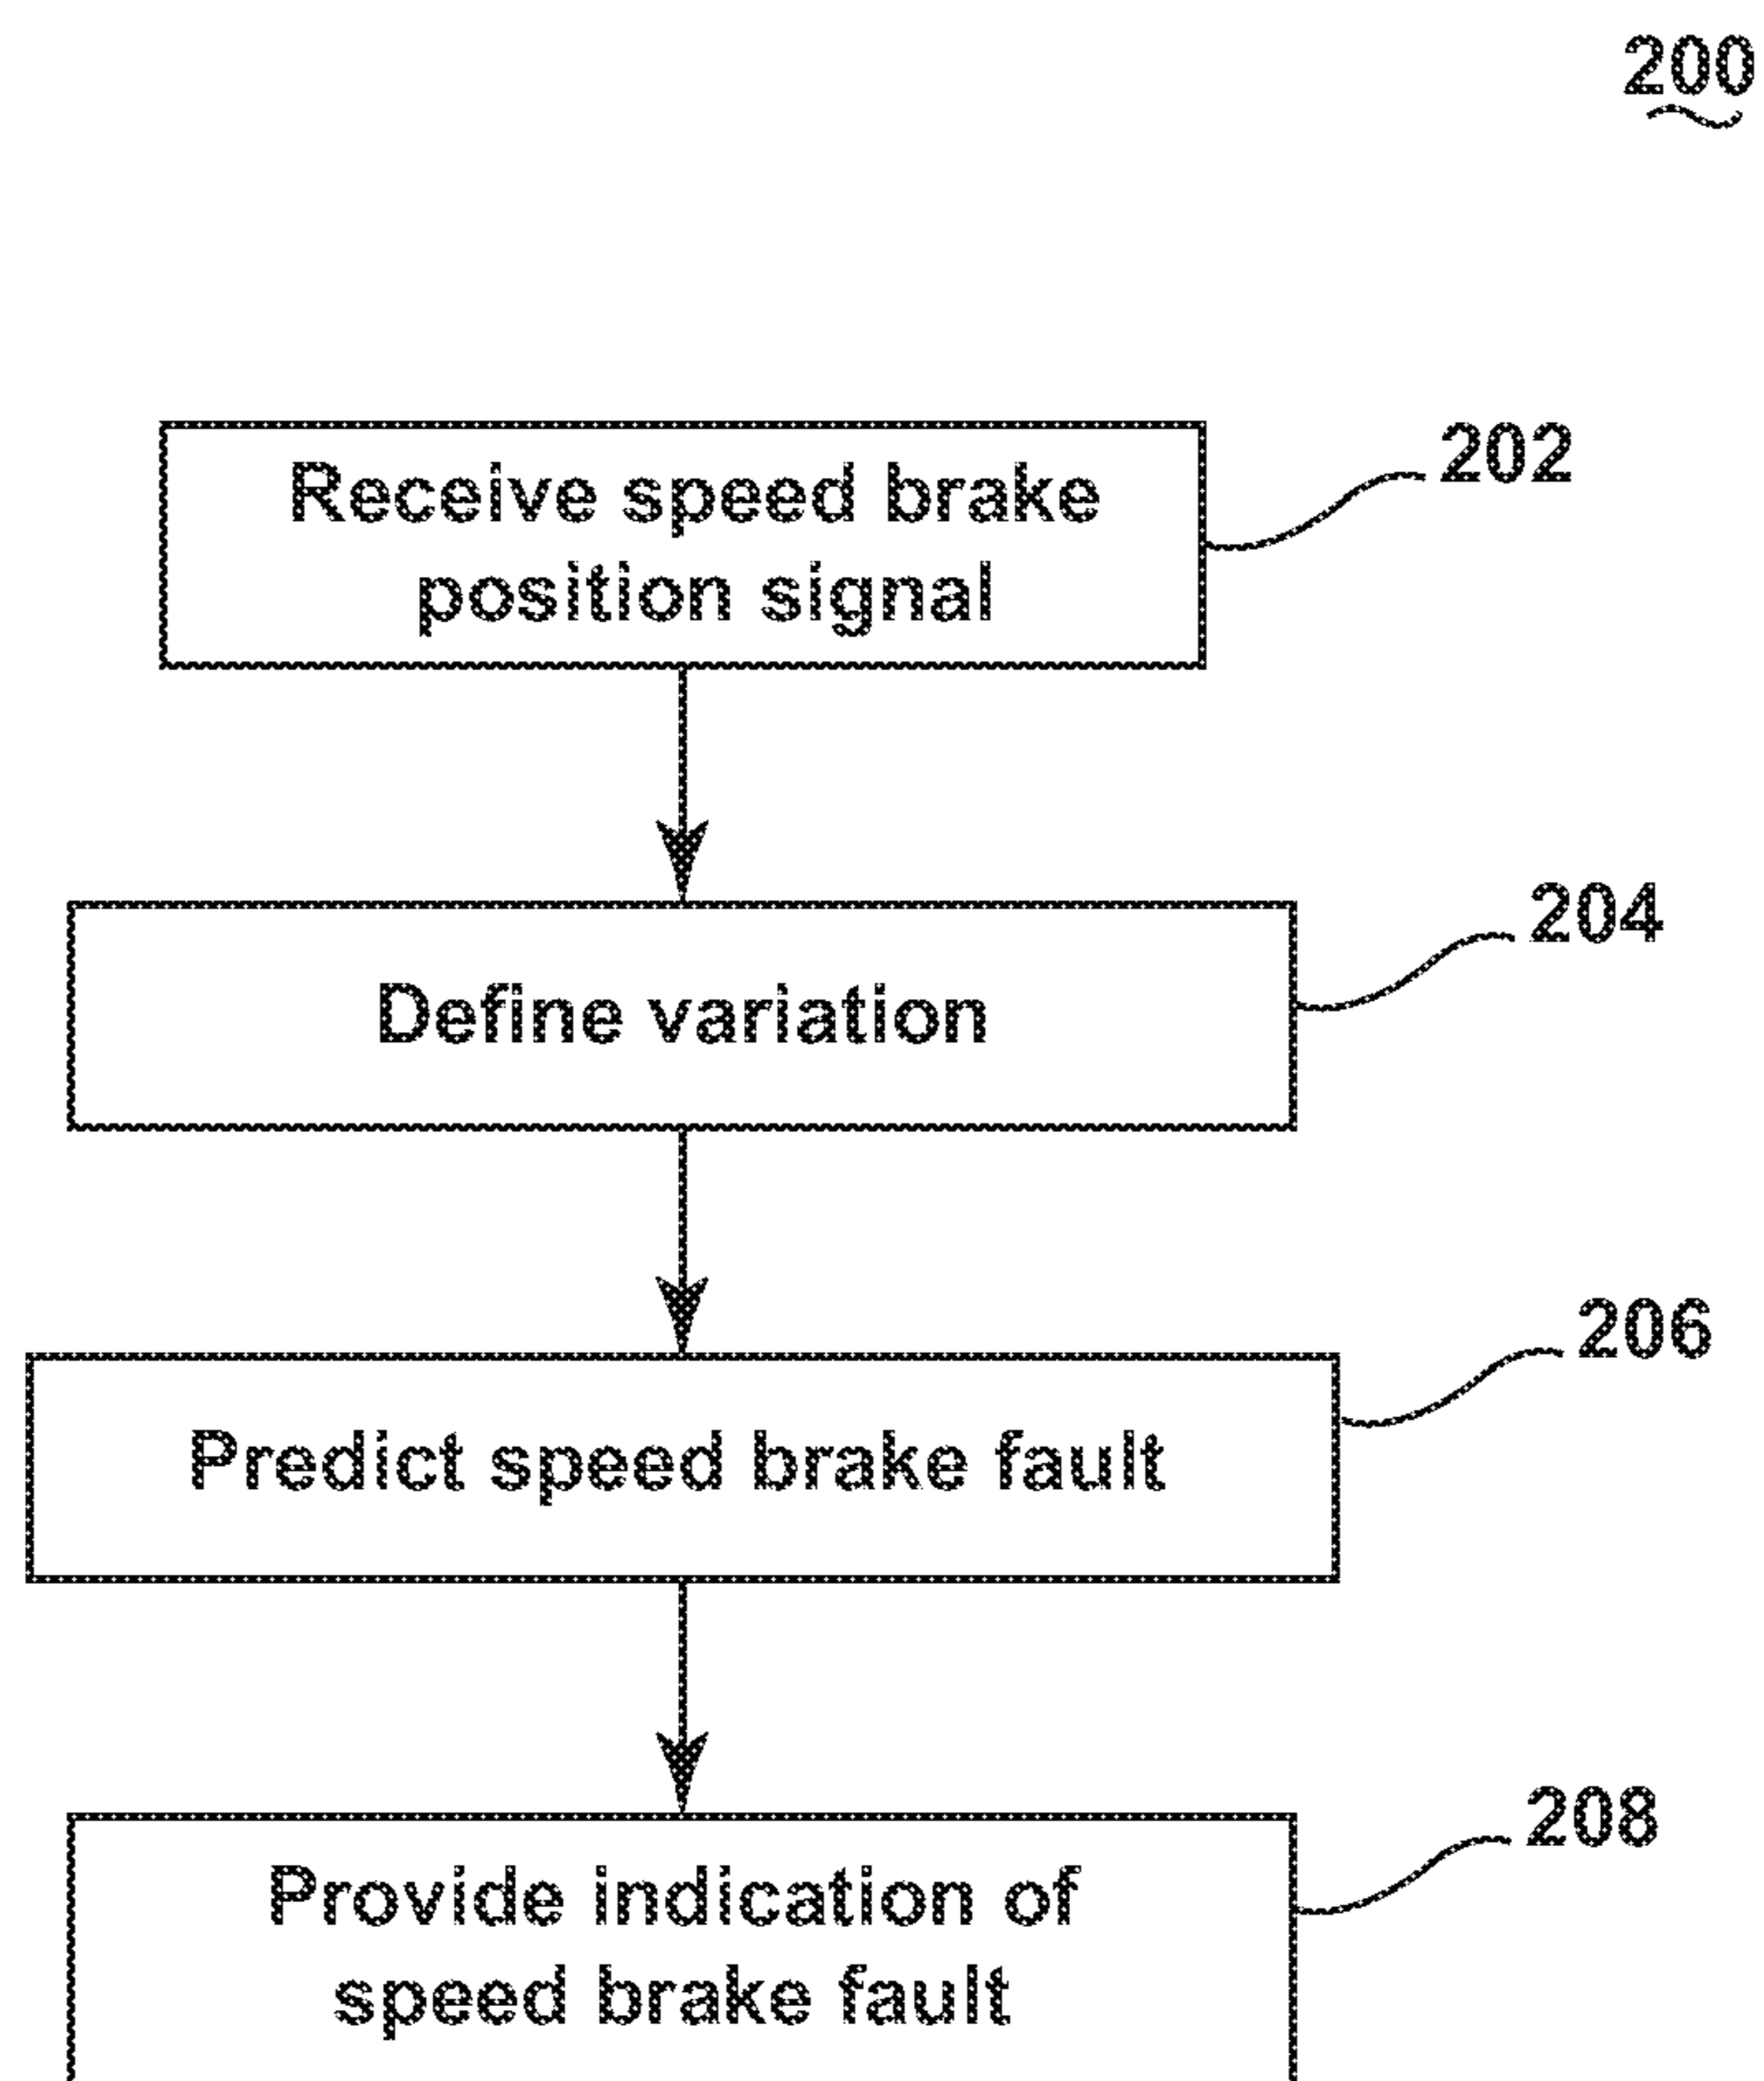 200
Receive speed brake
position signal
202
Define variation
204
Predict speed brake fault
206
Provide indication of
speed brake fault
208